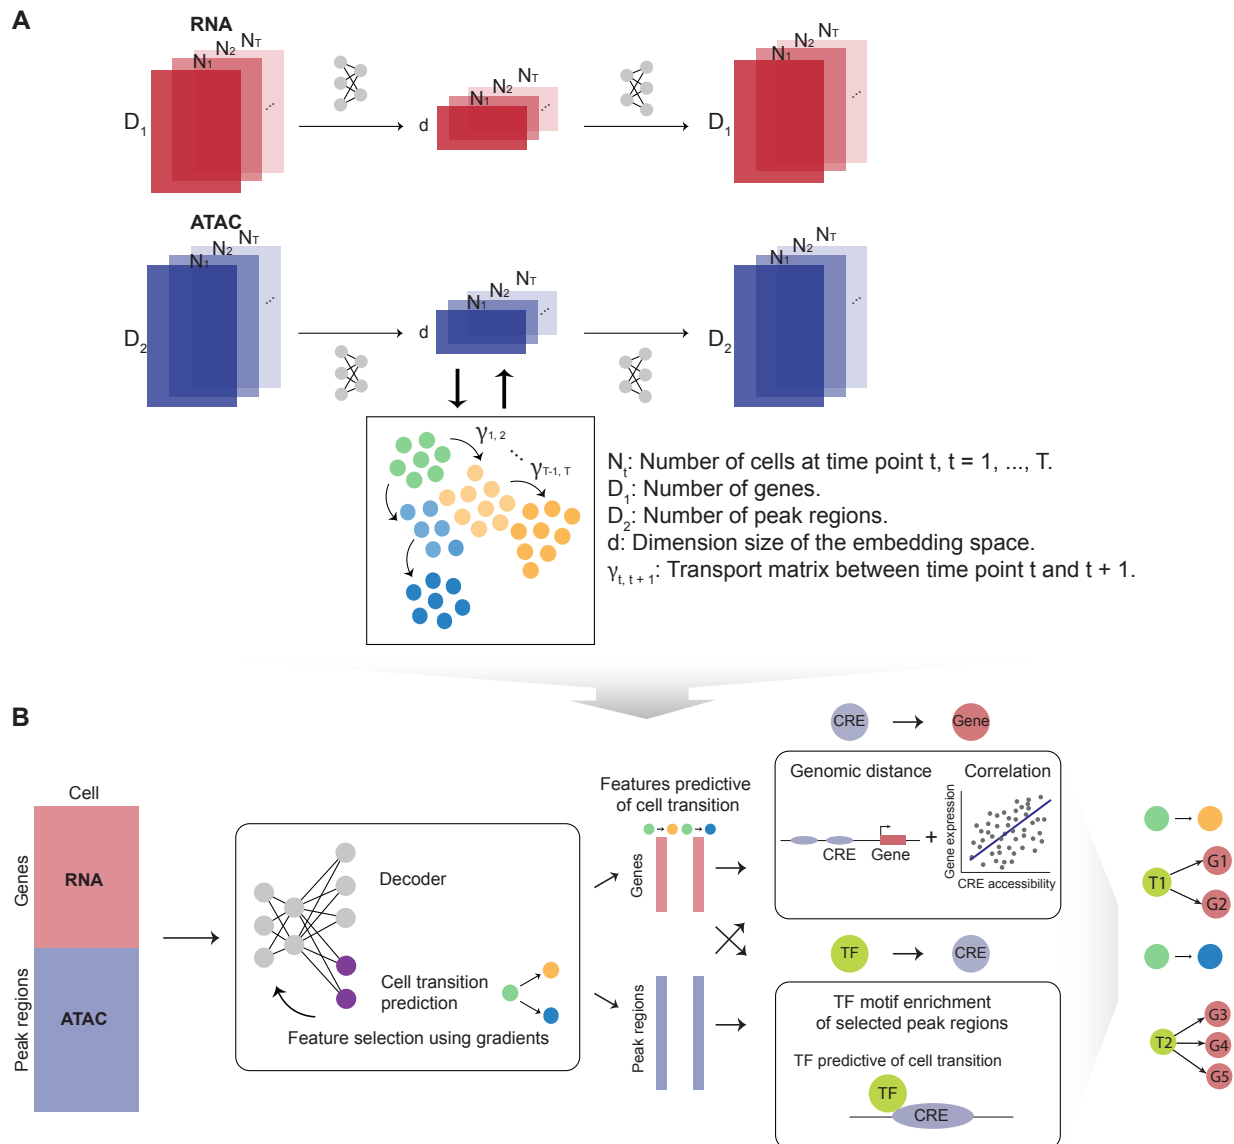 A
RNA
N1
N2
NT
...
D1
d
N1
N2
NT
...
D1
N1
N2
NT
...
ATAC
N1
N2
NT
...
D2
d
N1
N2
NT
...
D2
N1
N2
NT
...
γ1, 2
...
γT-1, T
Nt: Number of cells at time point t, t = 1, ..., T.
D1: Number of genes.
D2: Number of peak regions.
d: Dimension size of the embedding space.
γt, t + 1: Transport matrix between time point t and t + 1.
B
Cell
Genes
RNA
Peak regions
ATAC
Decoder
Cell transition
prediction
Feature selection using gradients
Features predictive
of cell transition
Genes
Peak regions
CRE
Gene
Genomic distance
Correlation
CRE
Gene
+
Gene expression
CRE accessibility
TF
CRE
TF motif enrichment
of selected peak regions
TF predictive of cell transition
TF
CRE
T1
G1
G2
T2
G3
G4
G5